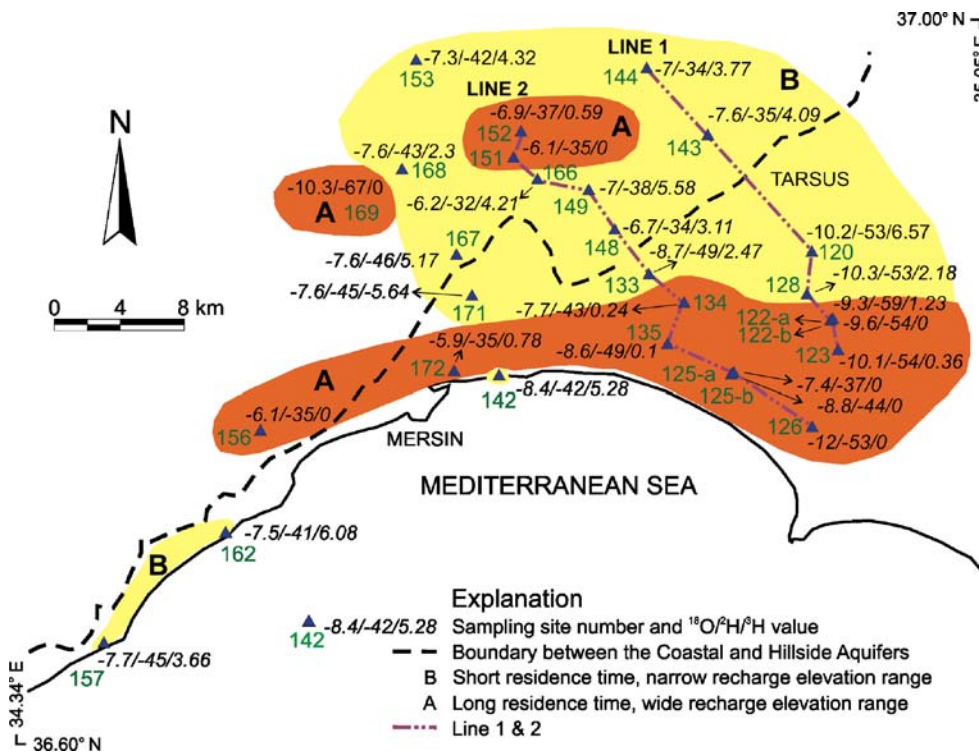 37.00° N
-7.3/-42/4.32
153
LINE 1
144
-7/-34/3.77
B
LINE 2
-6.9/-37/0.59
152
A
-7.6/-35/4.09
143
N
151
-6.1/-35/0
-7.6/-43/2.3
168
166
-10.3/-67/0
A
169
-6.2/-32/4.21
149
-7/-38/5.58
TARSUS
148
-6.7/-34/3.11
-10.2/-53/6.57
120
167
-8.7/-49/2.47
-7.6/-46/5.17
133
128
-10.3/-53/2.18
-7.6/-45/-5.64
171
-7.7/-43/0.24
134
-9.3/-59/1.23
122-a
122-b
-9.6/-54/0
0 4 8 km
135
-5.9/-35/0.78
-8.6/-49/0.1
123
-10.1/-54/0.36
A
172
125-a
-7.4/-37/0
142
-8.4/-42/5.28
125-b
-8.8/-44/0
-6.1/-35/0
156
126
-12/-53/0
MERSIN
MEDITERRANEAN SEA
-7.5/-41/6.08
162
B
-7.7/-45/3.66
157
34.34° E
36.60° N
Explanation
142 -8.4/-42/5.28 Sampling site number and ¹⁸O/²H/³H value
Boundary between the Coastal and Hillside Aquifers
B Short residence time, narrow recharge elevation range
A Long residence time, wide recharge elevation range
Line 1 & 2